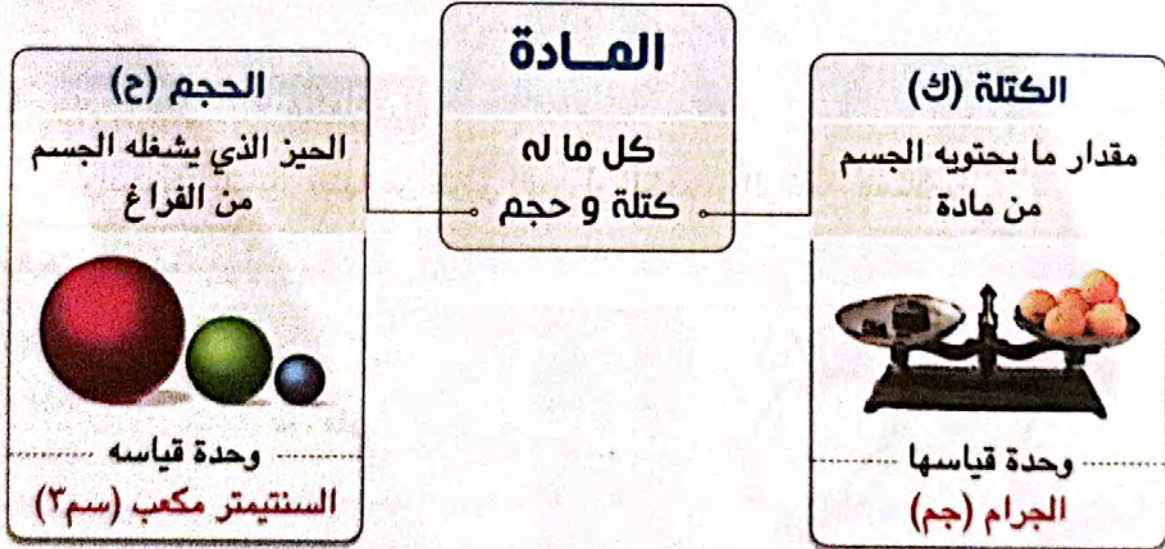 المــادة
كل ما له
كتلة و حجم
الكتلة (ك)
مقدار ما يحتويه الجسم
من مادة
وحدة قياسها
الجرام (جم)
الحجم (ح)
الحيز الذي يشغله الجسم
من الفراغ
وحدة قياسه
السنتيمتر مكعب (سم٣)